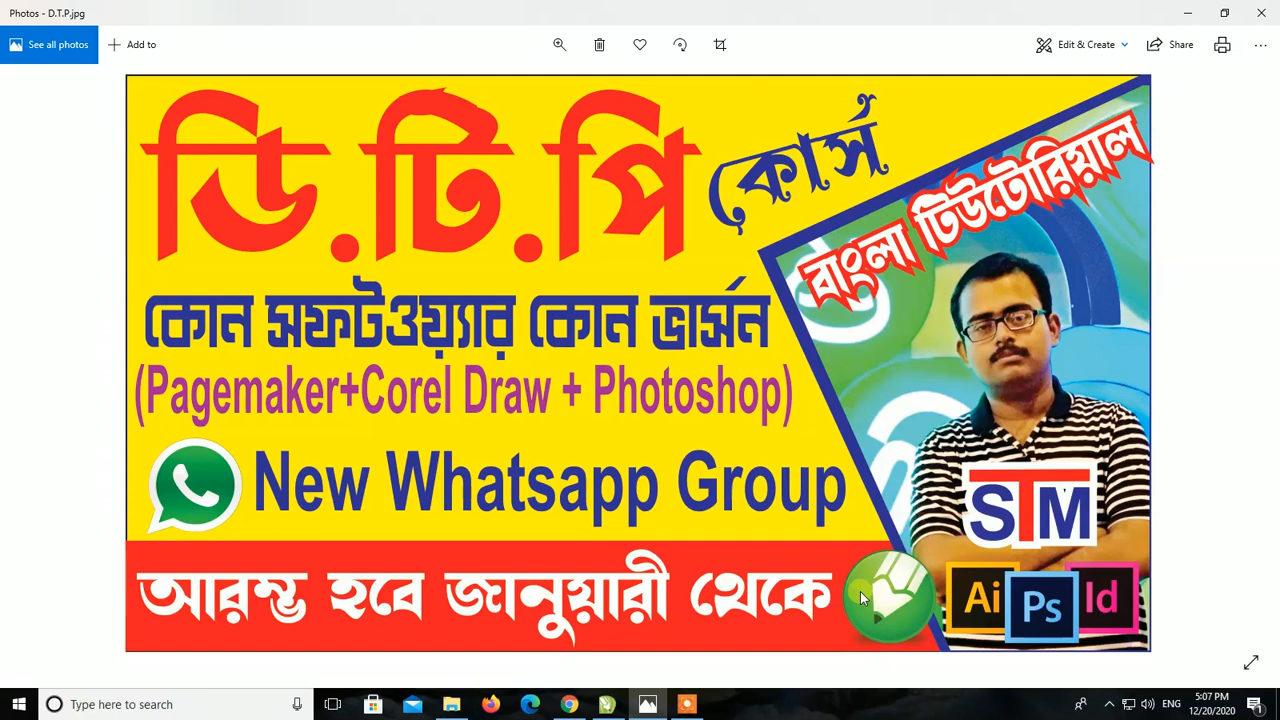 Photos - D.T.P.jpg
See all photos
Add to
Edit & Create
Share
ডি.টি.পি কোর্স
বাংলা টিউটোরিয়াল
কোন সফটওয়্যার কোন ভার্সন
(Pagemaker+Corel Draw + Photoshop)
New Whatsapp Group
STM
আরম্ভ হবে জানুয়ারী থেকে
Ai Ps Id
Type here to search
ENG
5:07 PM
12/20/2020
1